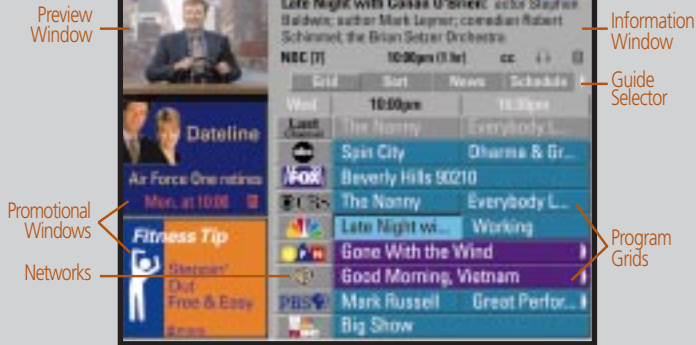 Preview
Window
Late Night with Conan O'Brien: actor Stephen
Baldwin; author Mark Leyner; comedian Robert
Schimmel; the Brian Setzer Orchestra
NBC [7] 10:00pm (1 hr) cc
Information
Window
Grid Sort News Schedule
Guide
Selector
Wed 10:00pm 10:30pm
Last
Channel The Nanny Everybody L...
Dateline
Air Force One retires
Mon. at 10:00
abc Spin City Dharma & Gr...
FOX Beverly Hills 90210
CBS The Nanny Everybody L...
Late Night wi... Working
UPN Gone With the Wind
Good Morning, Vietnam
PBS Mark Russell Great Perfor...
Big Show
Promotional
Windows
Fitness Tip
Steppin'
Out
Free & Easy
Networks
Program
Grids